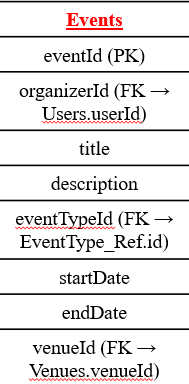 Events
eventId (PK)
organizerId (FK →
Users.userId)
title
description
eventTypeId (FK →
EventType_Ref.id)
startDate
endDate
venueId (FK →
Venues.venueId)